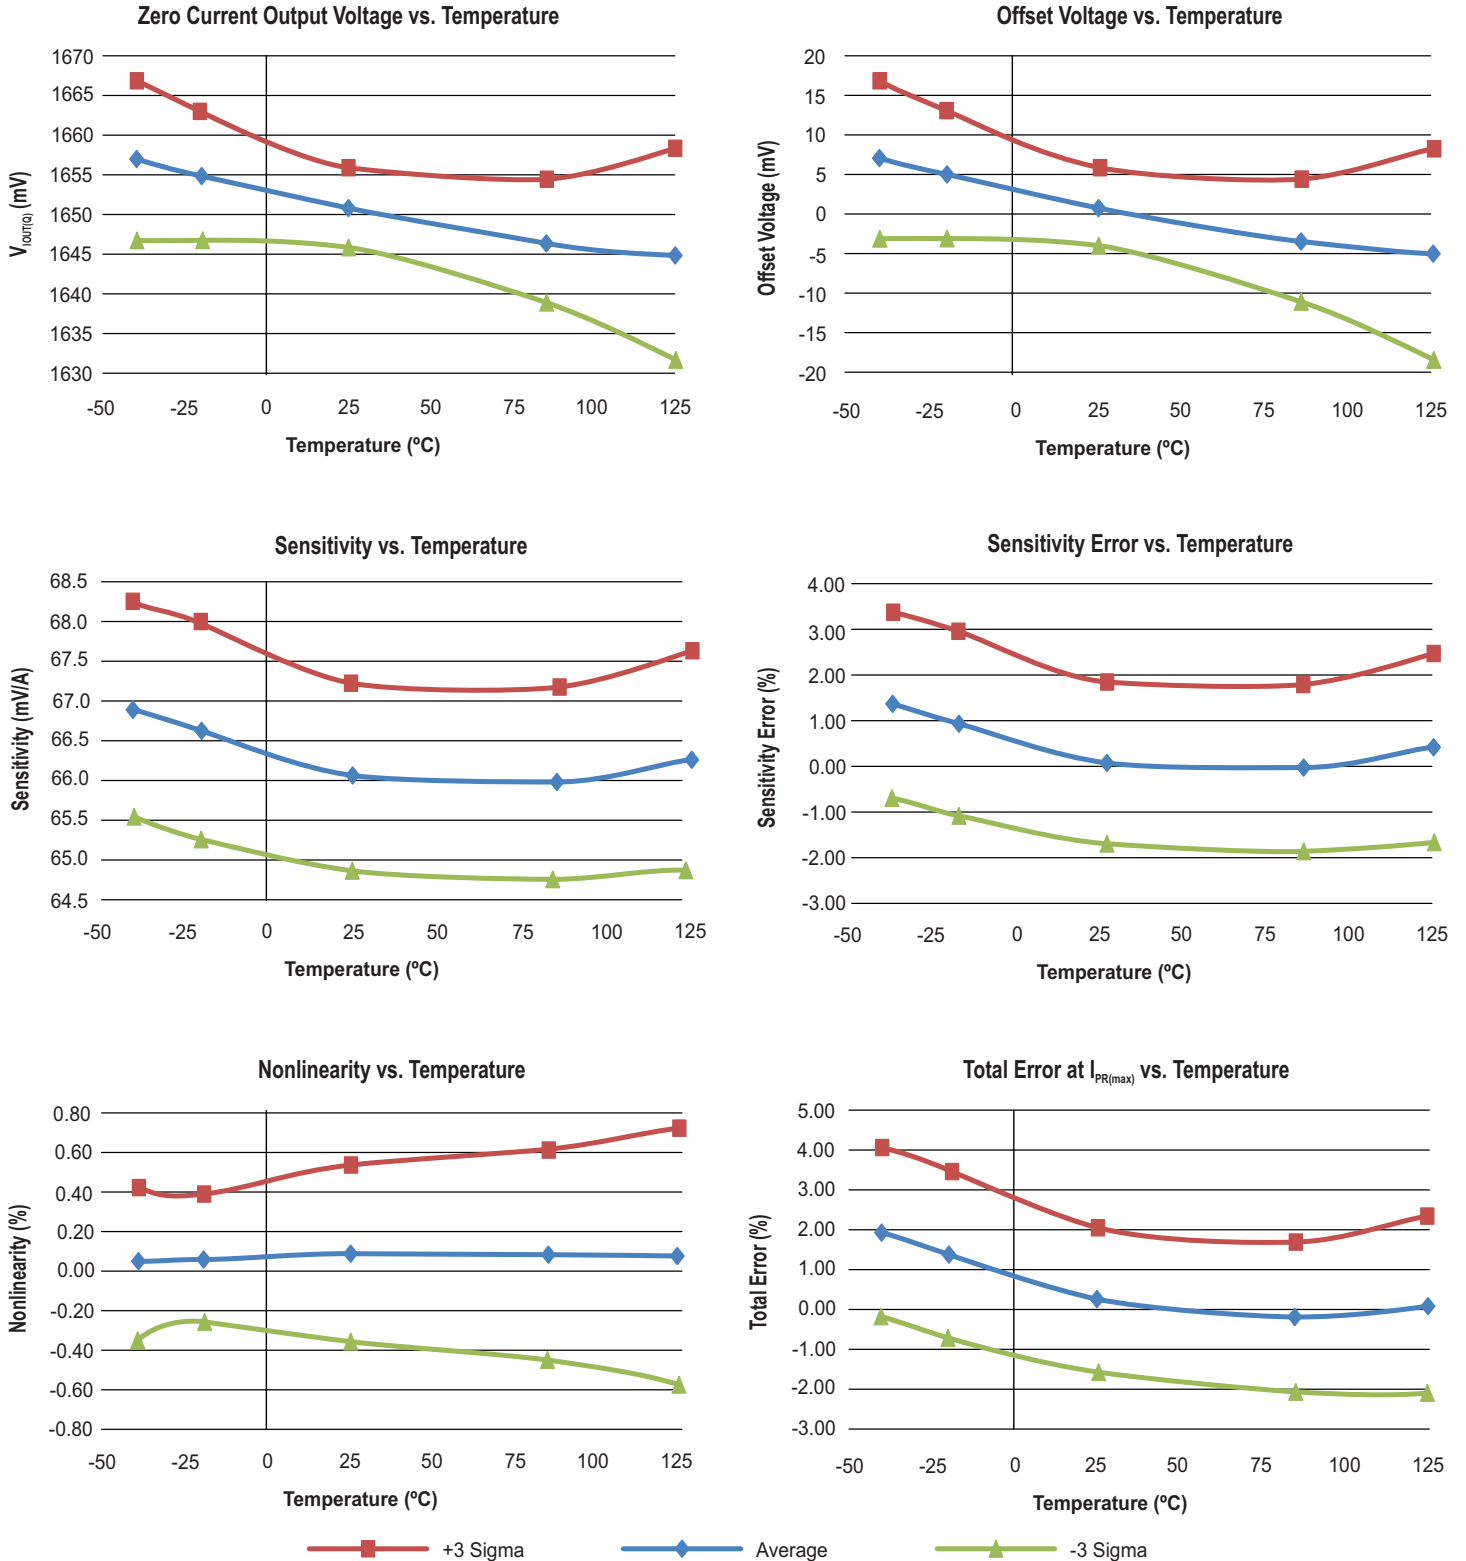 Zero Current Output Voltage vs. Temperature
1670
1665
1660
1655
1650
1645
1640
1635
1630
VIOUT(Q) (mV)
-50 -25 0 25 50 75 100 125
Temperature (ºC)
Offset Voltage vs. Temperature
20
15
10
5
0
-5
-10
-15
-20
Offset Voltage (mV)
-50 -25 0 25 50 75 100 125
Temperature (ºC)
Sensitivity vs. Temperature
68.5
68.0
67.5
67.0
66.5
66.0
65.5
65.0
64.5
Sensitivity (mV/A)
-50 -25 0 25 50 75 100 125
Temperature (ºC)
Sensitivity Error vs. Temperature
4.00
3.00
2.00
1.00
0.00
-1.00
-2.00
-3.00
Sensitivity Error (%)
-50 -25 0 25 50 75 100 125
Temperature (ºC)
Nonlinearity vs. Temperature
0.80
0.60
0.40
0.20
0.00
-0.20
-0.40
-0.60
-0.80
Nonlinearity (%)
-50 -25 0 25 50 75 100 125
Temperature (ºC)
Total Error at IPR(max) vs. Temperature
5.00
4.00
3.00
2.00
1.00
0.00
-1.00
-2.00
-3.00
Total Error (%)
-50 -25 0 25 50 75 100 125
Temperature (ºC)
+3 Sigma Average -3 Sigma